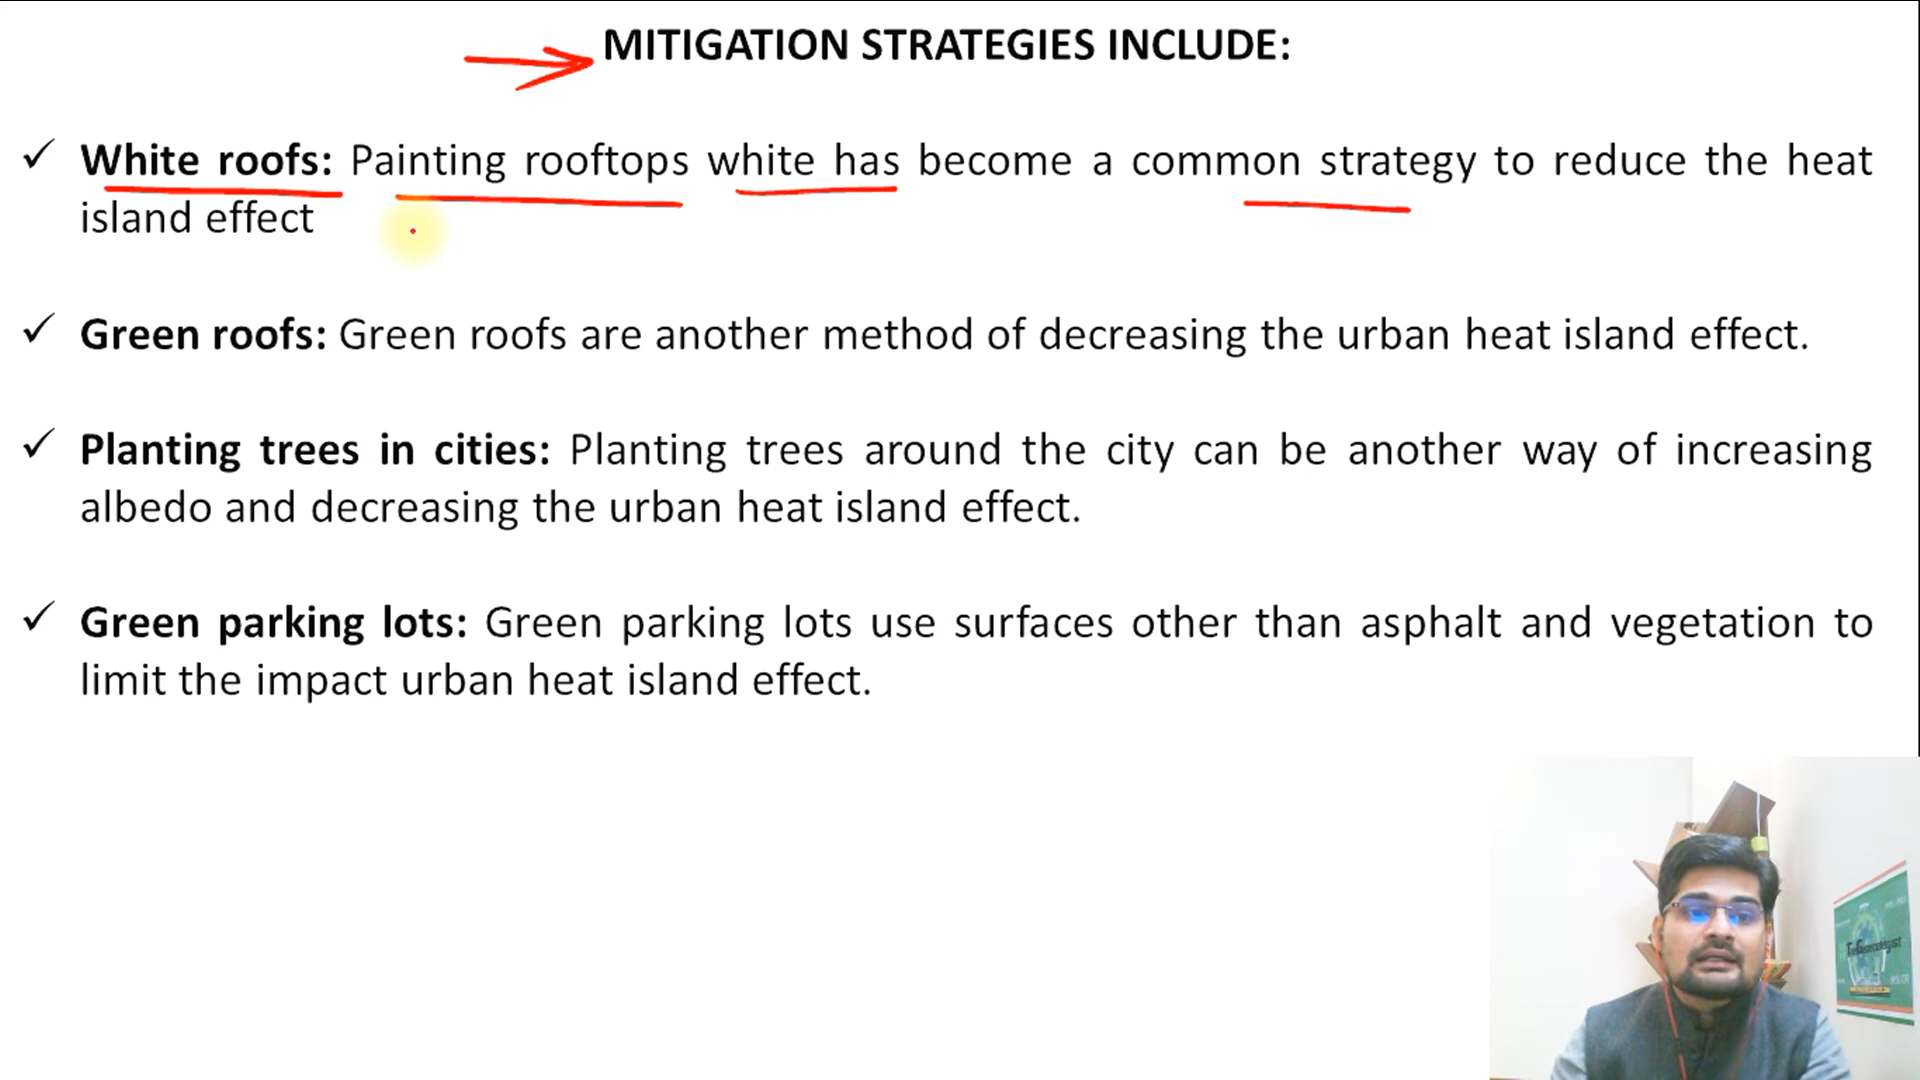 MITIGATION STRATEGIES INCLUDE:
✓ White roofs: Painting rooftops white has become a common strategy to reduce the heat
island effect
✓ Green roofs: Green roofs are another method of decreasing the urban heat island effect.
✓ Planting trees in cities: Planting trees around the city can be another way of increasing
albedo and decreasing the urban heat island effect.
✓ Green parking lots: Green parking lots use surfaces other than asphalt and vegetation to
limit the impact urban heat island effect.